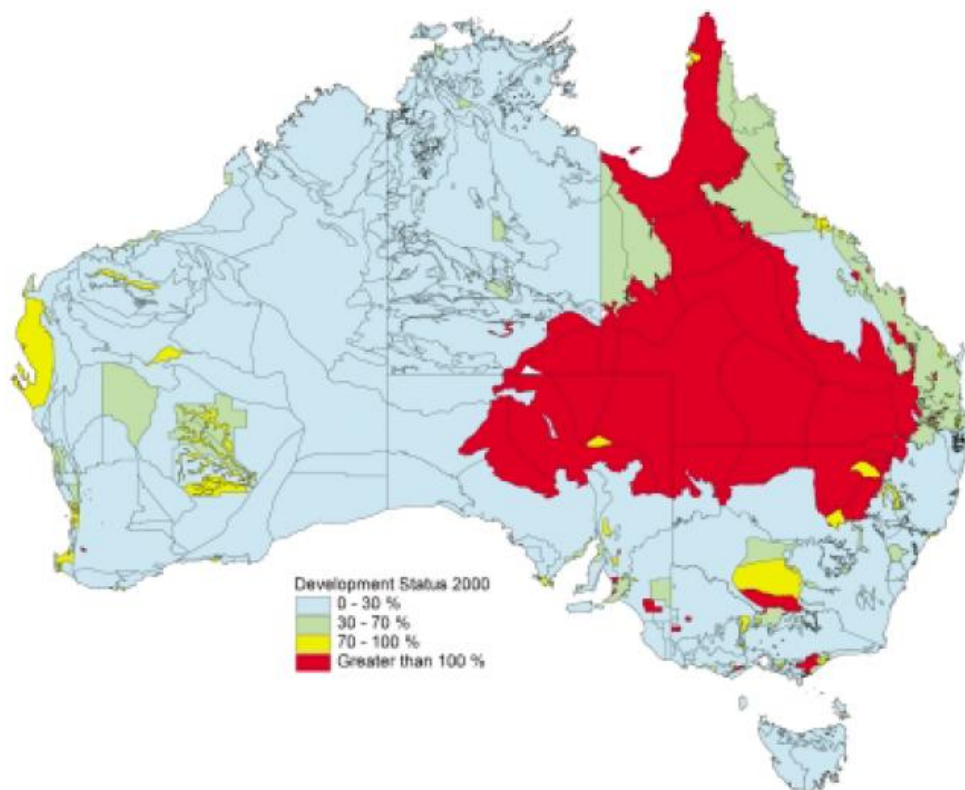 Development Status 2000
0 - 30 %
30 - 70 %
70 - 100 %
Greater than 100 %